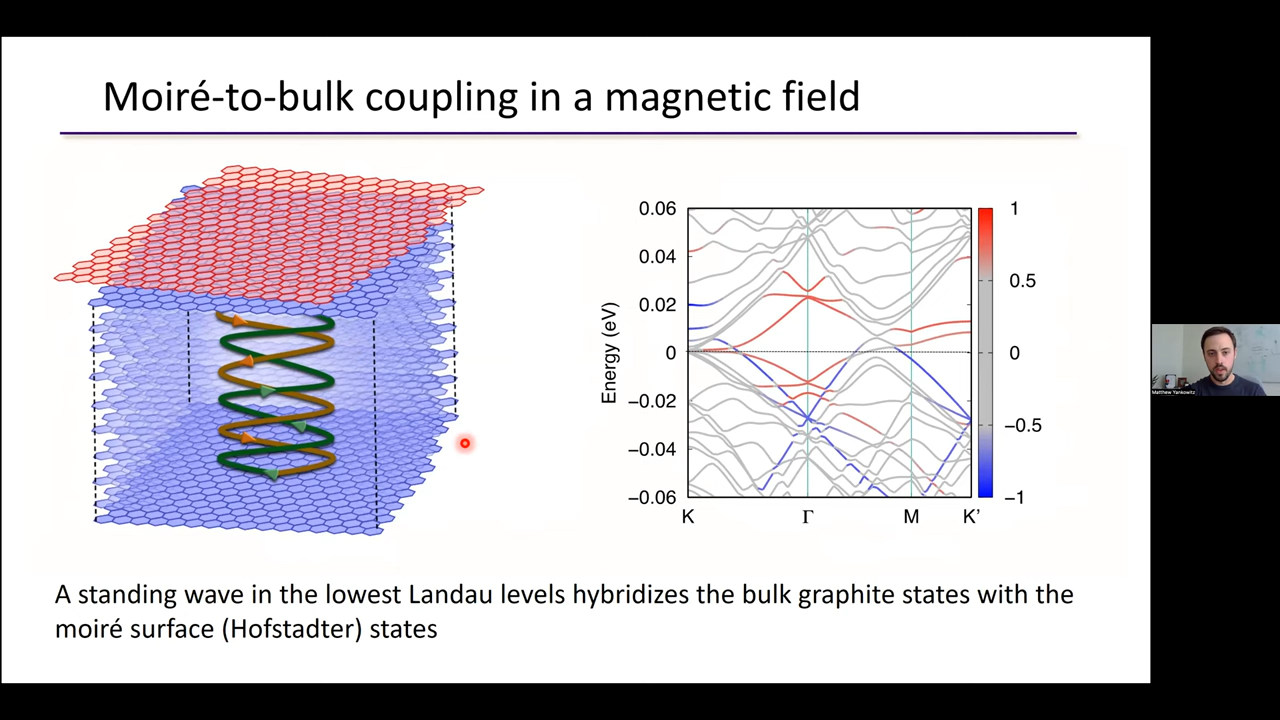 Moiré-to-bulk coupling in a magnetic field
0.06
0.04
0.02
0
−0.02
−0.04
−0.06
Energy (eV)
K
Γ
M
K'
1
0.5
0
−0.5
−1
Matthew Yankowitz
A standing wave in the lowest Landau levels hybridizes the bulk graphite states with the
moiré surface (Hofstadter) states